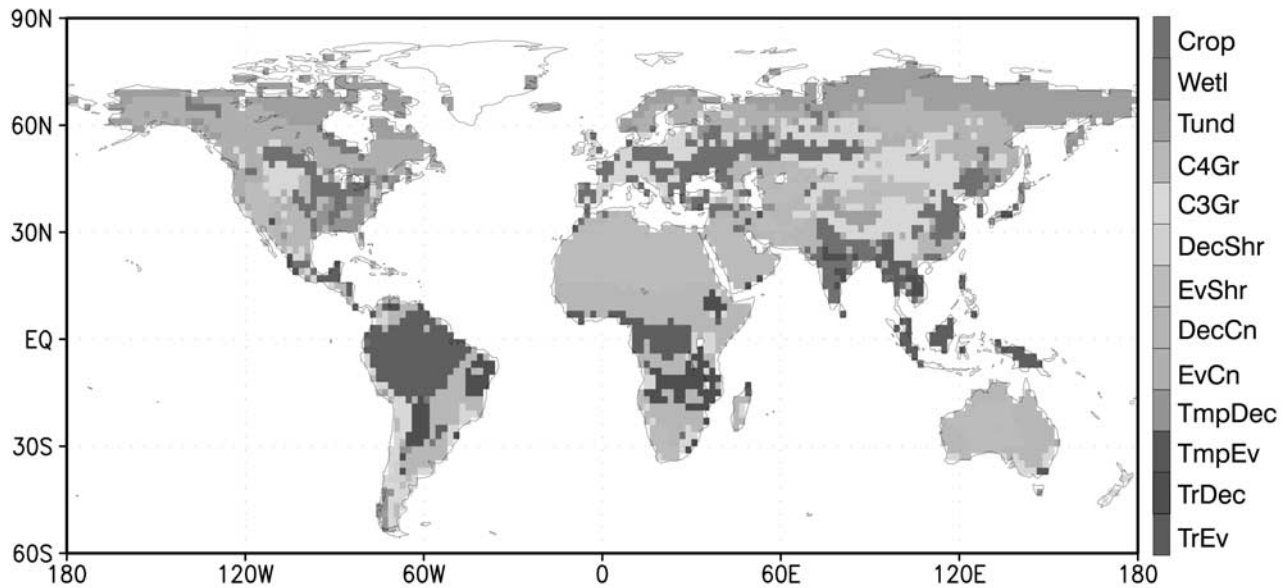 90N
60N
30N
EQ
30S
60S
180
120W
60W
0
60E
120E
180
Crop
Wetl
Tund
C4Gr
C3Gr
DecShr
EvShr
DecCn
EvCn
TmpDec
TmpEv
TrDec
TrEv